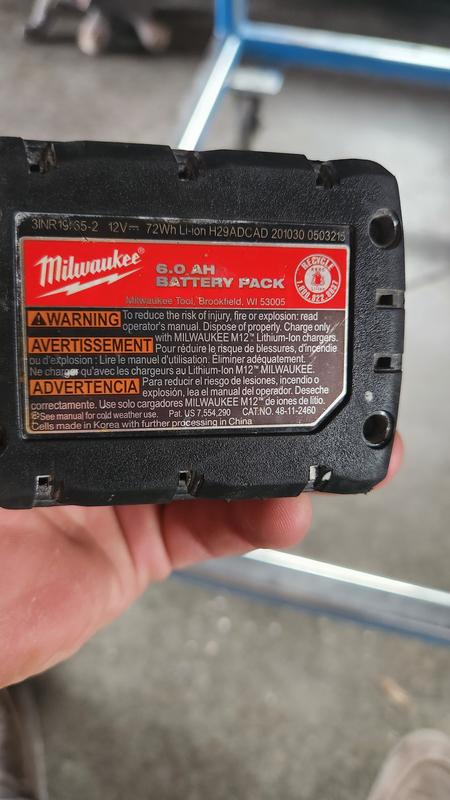 3INR19/65-2 12V⎓ 72Wh Li-ion H29ADCAD 201030 0503215
Milwaukee®
6.0 AH
BATTERY PACK
RECYCLE
1.800.822.8837
Milwaukee Tool, Brookfield, WI 53005
⚠WARNING To reduce the risk of injury, fire or explosion: read
operator's manual. Dispose of properly. Charge only
with MILWAUKEE M12™ Lithium-Ion chargers.
AVERTISSEMENT Pour réduire le risque de blessures, d'incendie
ou d'explosion : Lire le manuel d'utilisation. Éliminer adéquatement.
Ne charger qu'avec les chargeurs au Lithium-Ion M12™ MILWAUKEE.
ADVERTENCIA Para reducir el riesgo de lesiones, incendio o
explosión, lea el manual del operador. Deseche
correctamente. Use solo cargadores MILWAUKEE M12™ de iones de litio.
See manual for cold weather use. Pat. US 7,554,290 CAT.NO. 48-11-2460
Cells made in Korea with further processing in China